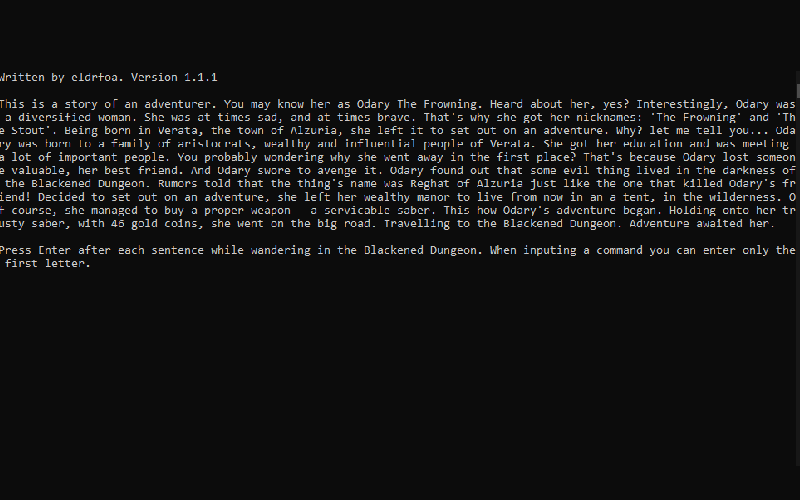 Written by eldrfoa. Version 1.1.1
This is a story of an adventurer. You may know her as Odary The Frowning. Heard about her, yes? Interestingly, Odary was
a diversified woman. She was at times sad, and at times brave. That's why she got her nicknames: 'The Frowning' and 'Th
e Stout'. Being born in Verata, the town of Alzuria, she left it to set out on an adventure. Why? let me tell you... Oda
ry was born to a family of aristocrats, wealthy and influential people of Verata. She got her education and was meeting
a lot of important people. You probably wondering why she went away in the first place? That's because Odary lost someon
e valuable, her best friend. And Odary swore to avenge it. Odary found out that some evil thing lived in the darkness of
the Blackened Dungeon. Rumors told that the thing's name was Reghat of Alzuria just like the one that killed Odary's fr
iend! Decided to set out on an adventure, she left her wealthy manor to live from now in an a tent, in the wilderness. O
f course, she managed to buy a proper weapon - a servicable saber. This how Odary's adventure began. Holding onto her tr
usty saber, with 46 gold coins, she went on the big road. Travelling to the Blackened Dungeon. Adventure awaited her.
Press Enter after each sentence while wandering in the Blackened Dungeon. When inputing a command you can enter only the
first letter.